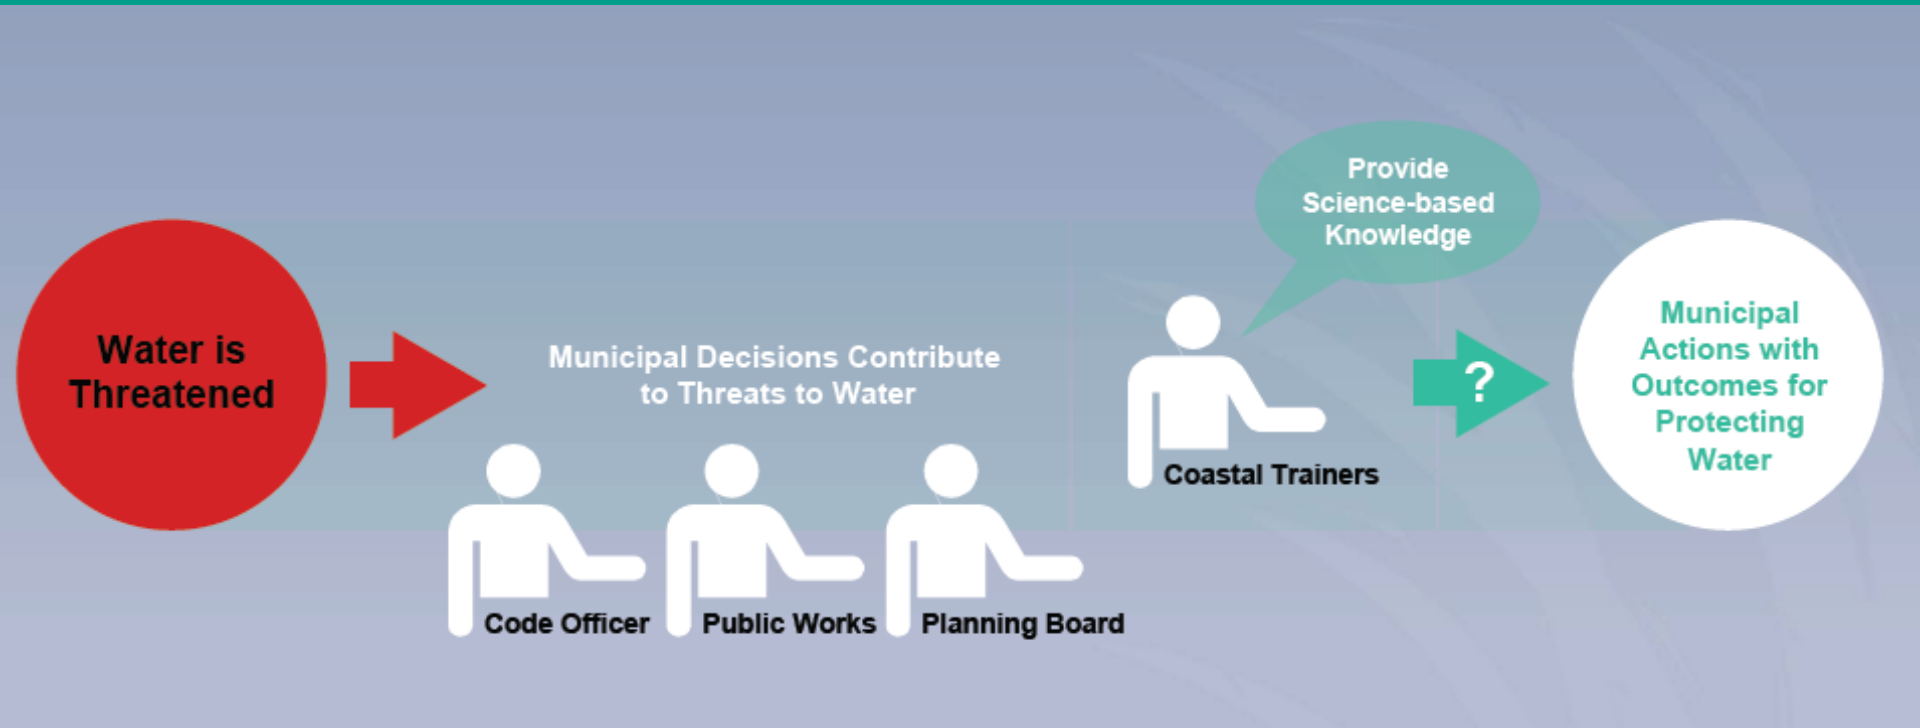 Water is
Threatened
Municipal Decisions Contribute
to Threats to Water
Code Officer
Public Works
Planning Board
Provide
Science-based
Knowledge
Coastal Trainers
?
Municipal
Actions with
Outcomes for
Protecting
Water